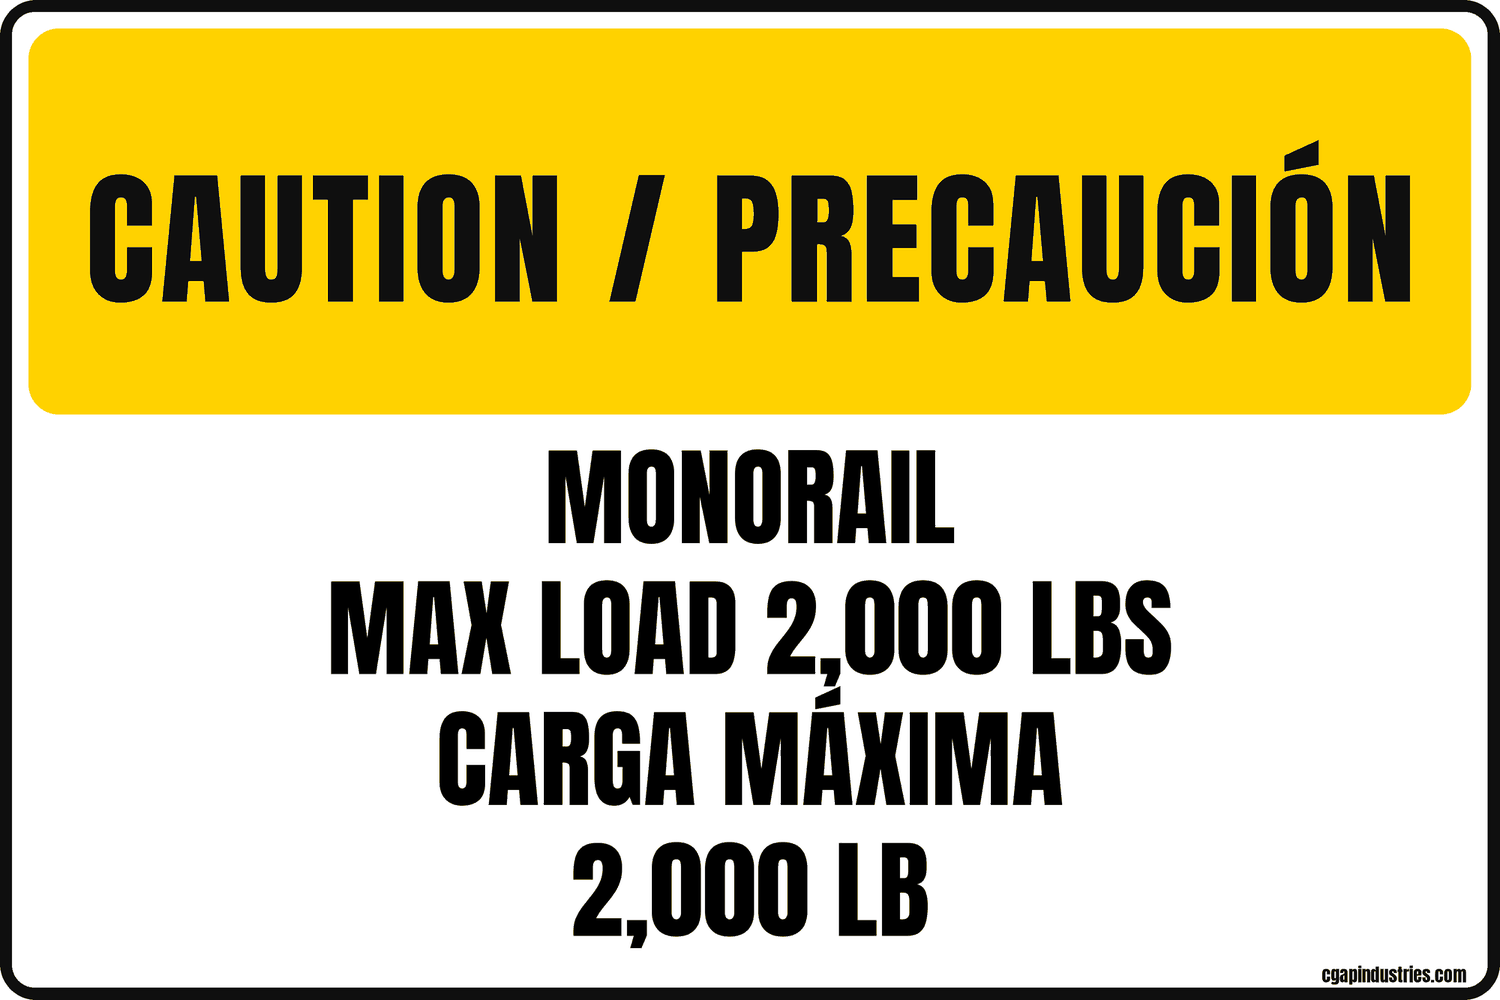 CAUTION / PRECAUCIÓN
MONORAIL
MAX LOAD 2,000 LBS
CARGA MÁXIMA
2,000 LB
cgapindustries.com